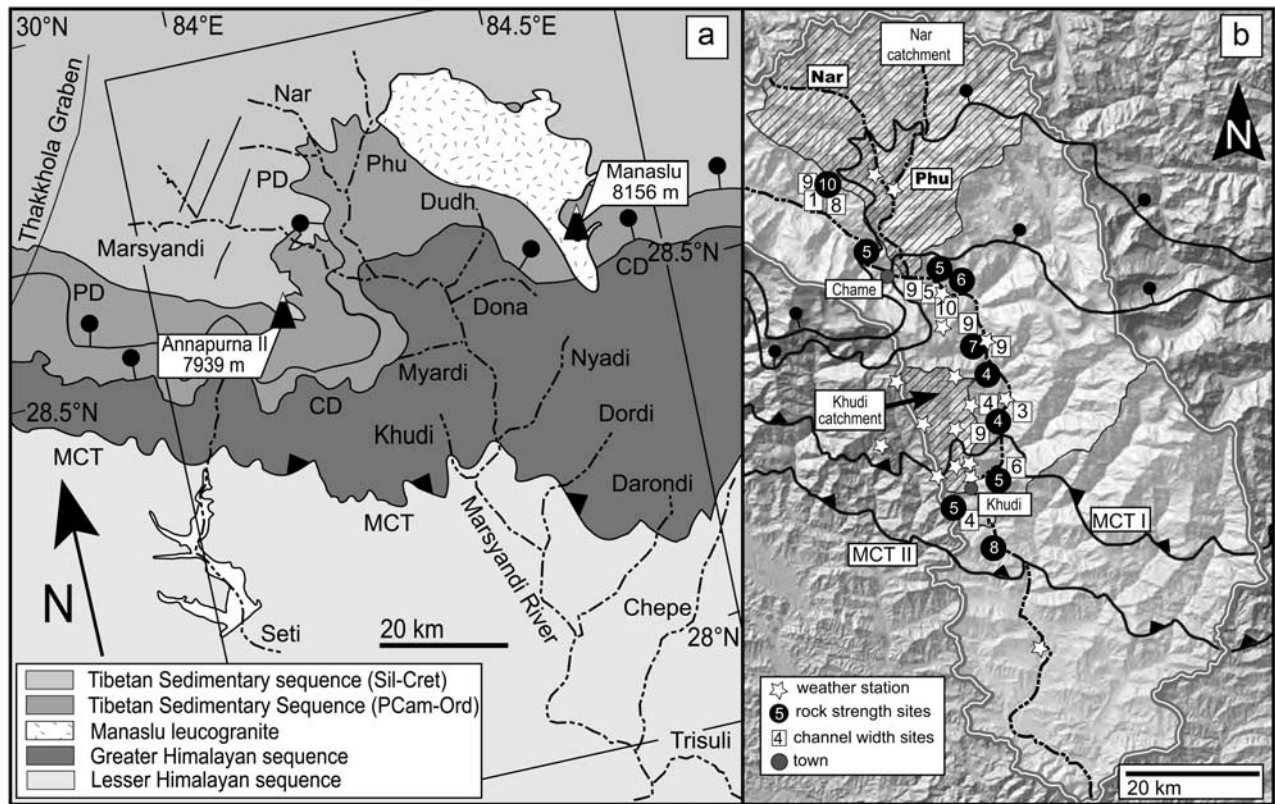 30°N
84°E
84.5°E
a
Thakkhola Graben
Nar
PD
Phu
Manaslu
8156 m
Dudh
Marsyandi
28.5°N
CD
PD
Dona
Annapurna II
7939 m
Myardi
Nyadi
CD
28.5°N
Khudi
Dordi
MCT
Darondi
MCT
Marsyandi River
N
Chepe
20 km
28°N
Seti
Trisuli
Tibetan Sedimentary sequence (Sil-Cret)
Tibetan Sedimentary Sequence (PCam-Ord)
Manaslu leucogranite
Greater Himalayan sequence
Lesser Himalayan sequence
b
Nar
catchment
Nar
N
Phu
9
10
1
8
5
5
6
Chame
9
5
10
9
7
9
4
Khudi
catchment
4
3
4
9
6
5
Khudi
5
4
MCT I
MCT II
8
weather station
5 rock strength sites
4 channel width sites
town
20 km